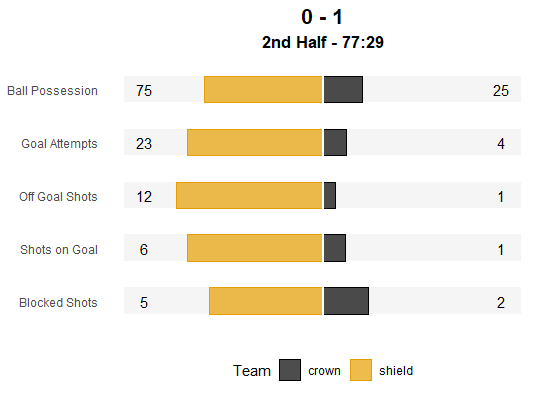 0 - 1
2nd Half - 77:29
Ball Possession 75 25
Goal Attempts 23 4
Off Goal Shots 12 1
Shots on Goal 6 1
Blocked Shots 5 2
Team crown shield